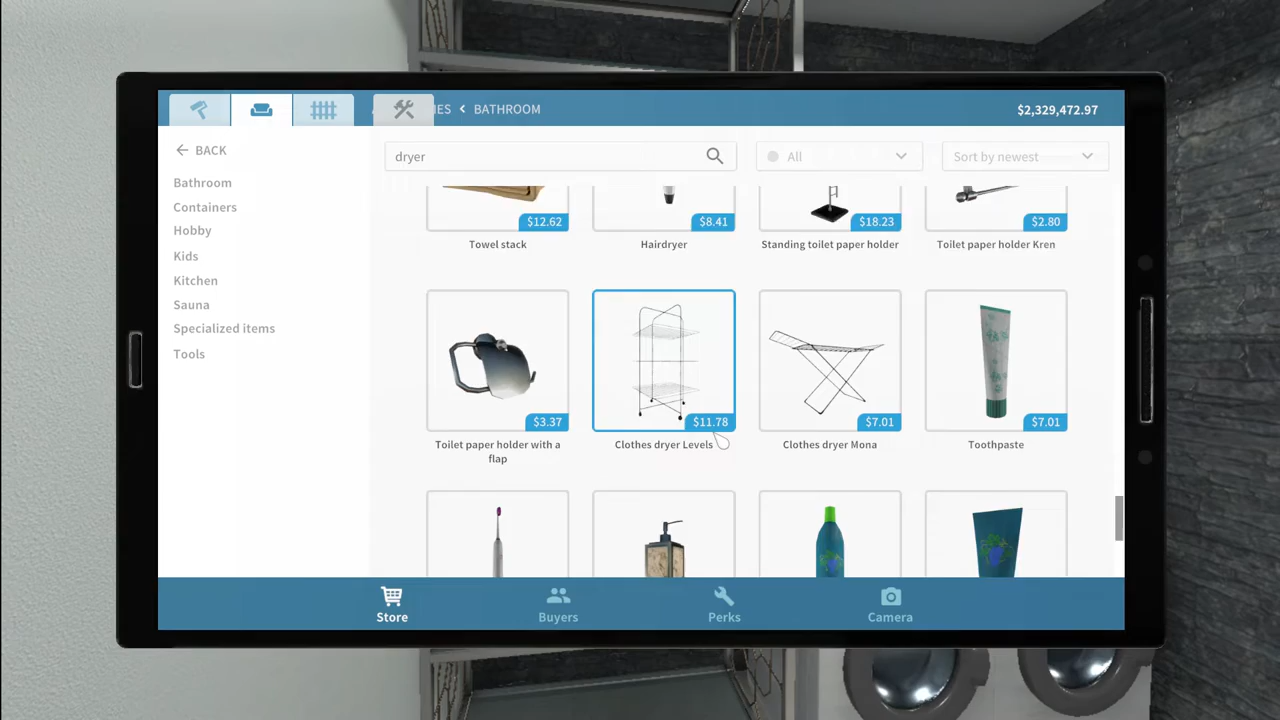 IES < BATHROOM
$2,329,472.97
BACK
dryer
All
Sort by newest
Bathroom
Containers
Hobby
Kids
Kitchen
Sauna
Specialized items
Tools
$12.62
$8.41
$18.23
$2.80
Towel stack
Hairdryer
Standing toilet paper holder
Toilet paper holder Kren
$3.37
$11.78
$7.01
$7.01
Toilet paper holder with a
flap
Clothes dryer Levels
Clothes dryer Mona
Toothpaste
Store
Buyers
Perks
Camera